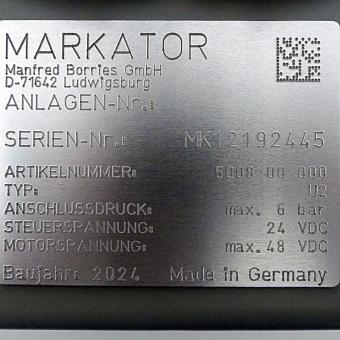 MARKATOR
Manfred Borries GmbH
D-71642 Ludwigsburg
ANLAGEN-Nr.:
SERIEN-Nr.: MK12192445
ARTIKELNUMMER: 5008 00 000
TYP: U2
ANSCHLUSSDRUCK: max. 6 bar
STEUERSPANNUNG: 24 VDC
MOTORSPANNUNG: max. 48 VDC
Baujahr: 2024 Made in Germany